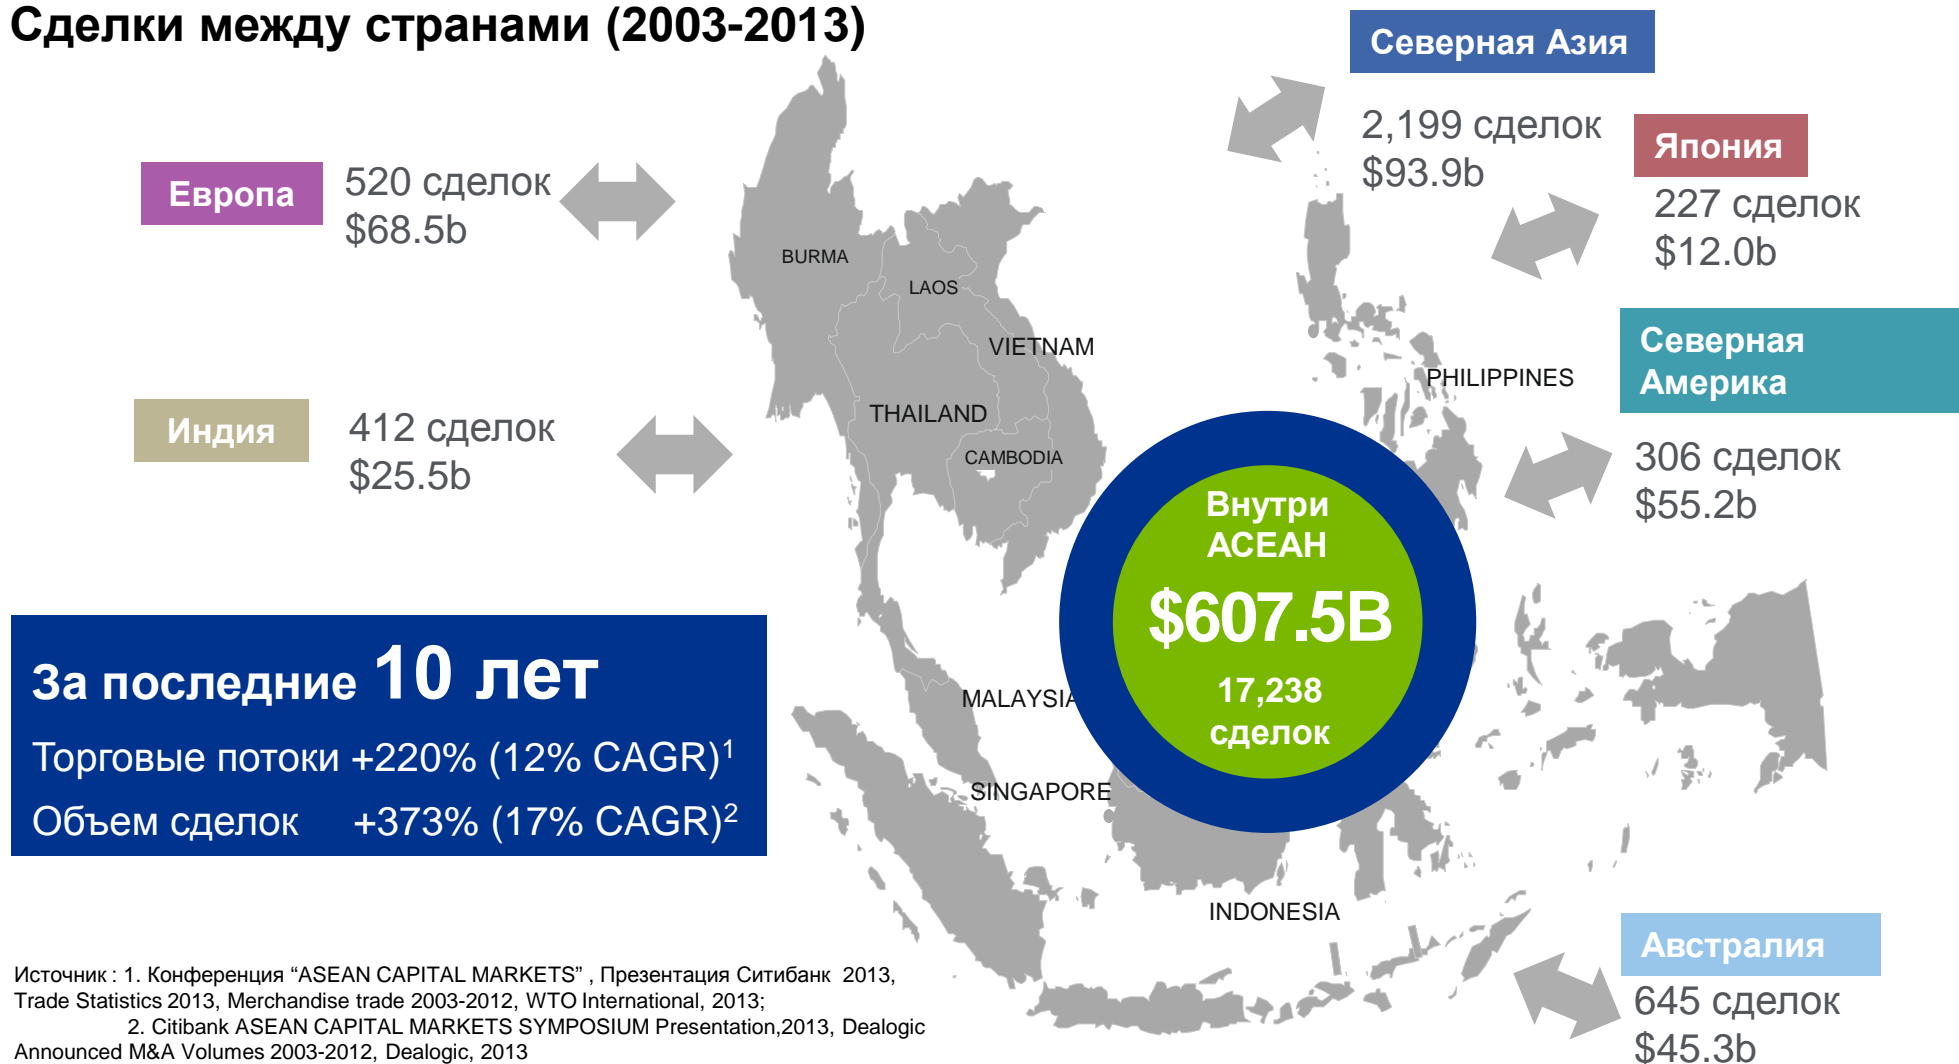 Сделки между странами (2003-2013)
Северная Азия
2,199 сделок
$93.9b
Япония
227 сделок
$12.0b
Европа
520 сделок
$68.5b
BURMA
LAOS
VIETNAM
Северная
Америка
PHILIPPINES
306 сделок
$55.2b
Индия
412 сделок
$25.5b
THAILAND
CAMBODIA
Внутри
АСЕАН
$607.5B
17,238
сделок
MALAYSIA
SINGAPORE
INDONESIA
За последние 10 лет
Торговые потоки +220% (12% CAGR)1
Объем сделок +373% (17% CAGR)2
Австралия
645 сделок
$45.3b
Источник : 1. Конференция “ASEAN CAPITAL MARKETS” , Презентация Ситибанк 2013,
Trade Statistics 2013, Merchandise trade 2003-2012, WTO International, 2013;
2. Citibank ASEAN CAPITAL MARKETS SYMPOSIUM Presentation,2013, Dealogic
Announced M&A Volumes 2003-2012, Dealogic, 2013